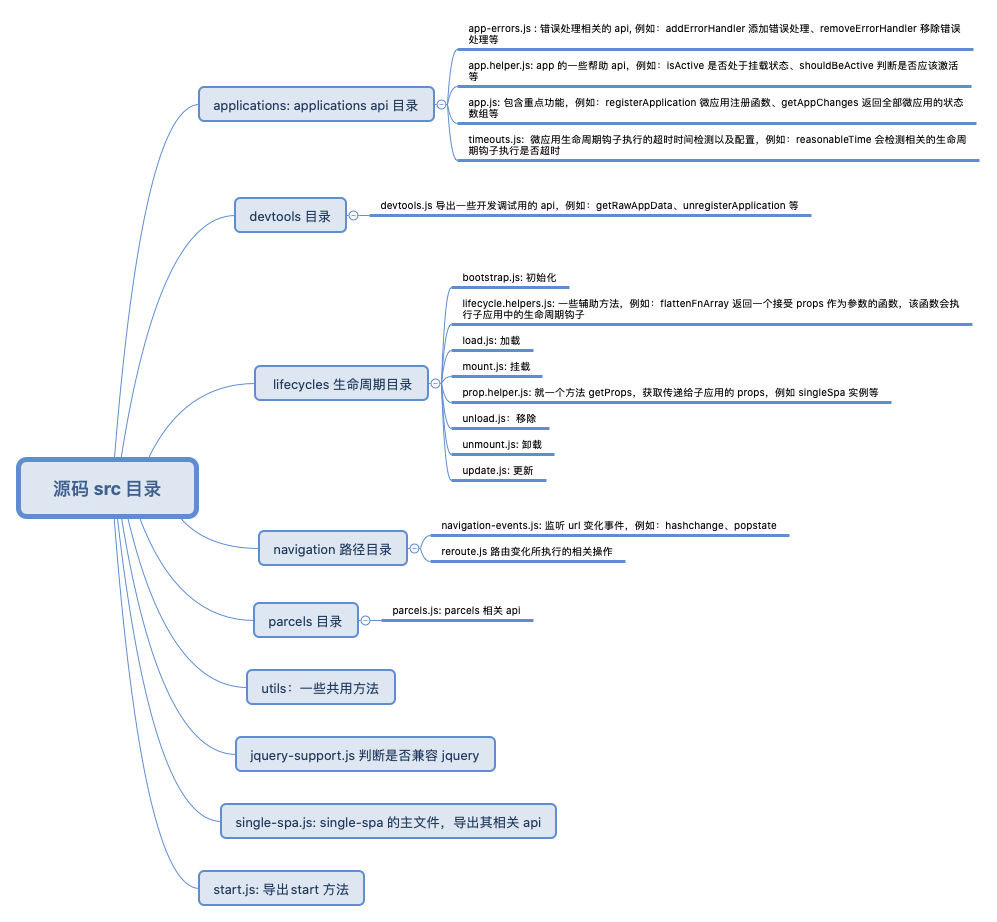 源码 src 目录
applications: applications api 目录
app-errors.js : 错误处理相关的 api, 例如：addErrorHandler 添加错误处理、removeErrorHandler 移除错误
处理等
app.helper.js: app 的一些帮助 api，例如：isActive 是否处于挂载状态、shouldBeActive 判断是否应该激活
等
app.js: 包含重点功能，例如：registerApplication 微应用注册函数、getAppChanges 返回全部微应用的状态
数组等
timeouts.js:  微应用生命周期钩子执行的超时时间检测以及配置，例如：reasonableTime 会检测相关的生命周
期钩子执行是否超时
devtools 目录
devtools.js 导出一些开发调试用的 api，例如：getRawAppData、unregisterApplication 等
lifecycles 生命周期目录
bootstrap.js: 初始化
lifecycle.helpers.js: 一些辅助方法，例如：flattenFnArray 返回一个接受 props 作为参数的函数，该函数会执
行子应用中的生命周期钩子
load.js: 加载
mount.js: 挂载
prop.helper.js: 就一个方法 getProps，获取传递给子应用的 props，例如 singleSpa 实例等
unload.js：移除
unmount.js: 卸载
update.js: 更新
navigation 路径目录
navigation-events.js: 监听 url 变化事件，例如：hashchange、popstate
reroute.js 路由变化所执行的相关操作
parcels 目录
parcels.js: parcels 相关 api
utils：一些共用方法
jquery-support.js 判断是否兼容 jquery
single-spa.js: single-spa 的主文件，导出其相关 api
start.js: 导出start 方法